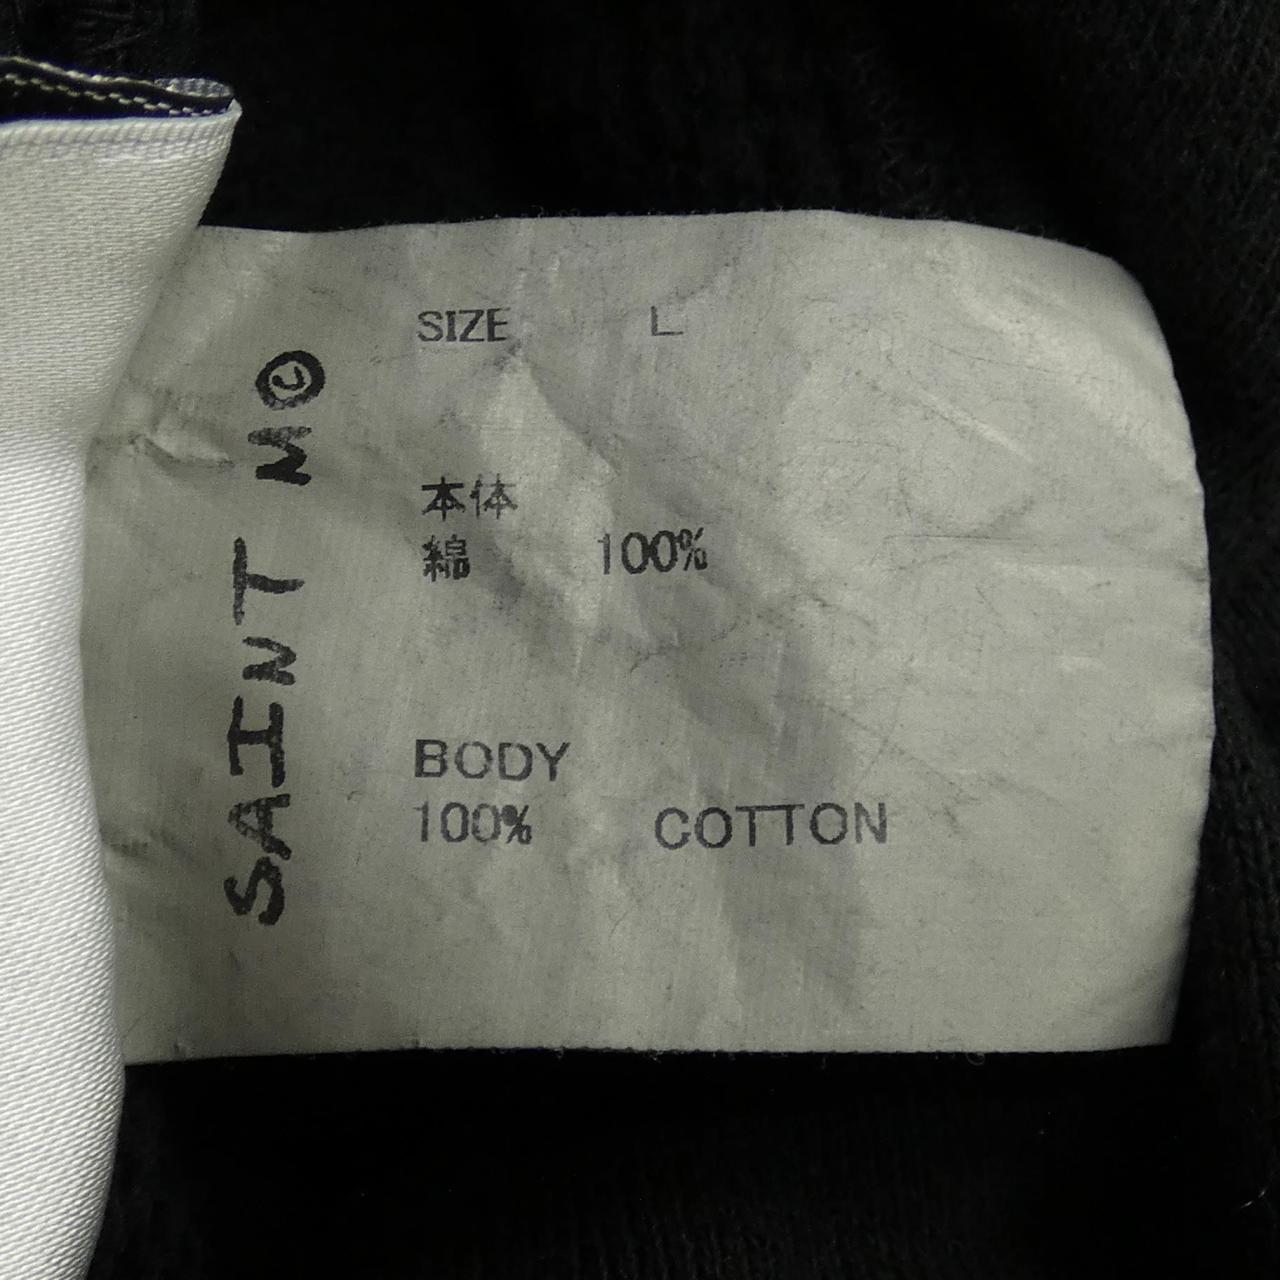 SAINT M©
SIZE L
本体
綿 100%
BODY
100% COTTON